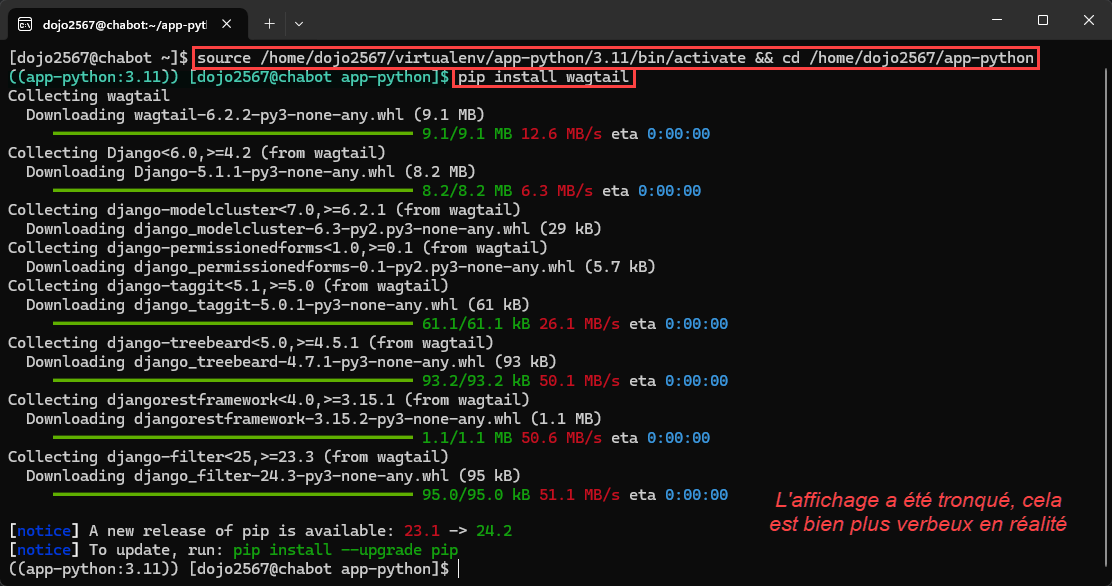 dojo2567@chabot:~/app-pyt
[dojo2567@chabot ~]$ source /home/dojo2567/virtualenv/app-python/3.11/bin/activate && cd /home/dojo2567/app-python
((app-python:3.11)) [dojo2567@chabot app-python]$ pip install wagtail
Collecting wagtail
Downloading wagtail-6.2.2-py3-none-any.whl (9.1 MB)
9.1/9.1 MB 12.6 MB/s eta 0:00:00
Collecting Django<6.0,>=4.2 (from wagtail)
Downloading Django-5.1.1-py3-none-any.whl (8.2 MB)
8.2/8.2 MB 6.3 MB/s eta 0:00:00
Collecting django-modelcluster<7.0,>=6.2.1 (from wagtail)
Downloading django_modelcluster-6.3-py2.py3-none-any.whl (29 kB)
Collecting django-permissionedforms<1.0,>=0.1 (from wagtail)
Downloading django_permissionedforms-0.1-py2.py3-none-any.whl (5.7 kB)
Collecting django-taggit<5.1,>=5.0 (from wagtail)
Downloading django_taggit-5.0.1-py3-none-any.whl (61 kB)
61.1/61.1 kB 26.1 MB/s eta 0:00:00
Collecting django-treebeard<5.0,>=4.5.1 (from wagtail)
Downloading django_treebeard-4.7.1-py3-none-any.whl (93 kB)
93.2/93.2 kB 50.1 MB/s eta 0:00:00
Collecting djangorestframework<4.0,>=3.15.1 (from wagtail)
Downloading djangorestframework-3.15.2-py3-none-any.whl (1.1 MB)
1.1/1.1 MB 50.6 MB/s eta 0:00:00
Collecting django-filter<25,>=23.3 (from wagtail)
Downloading django_filter-24.3-py3-none-any.whl (95 kB)
95.0/95.0 kB 51.1 MB/s eta 0:00:00
L'affichage a été tronqué, cela
est bien plus verbeux en réalité
[notice] A new release of pip is available: 23.1 -> 24.2
[notice] To update, run: pip install --upgrade pip
((app-python:3.11)) [dojo2567@chabot app-python]$